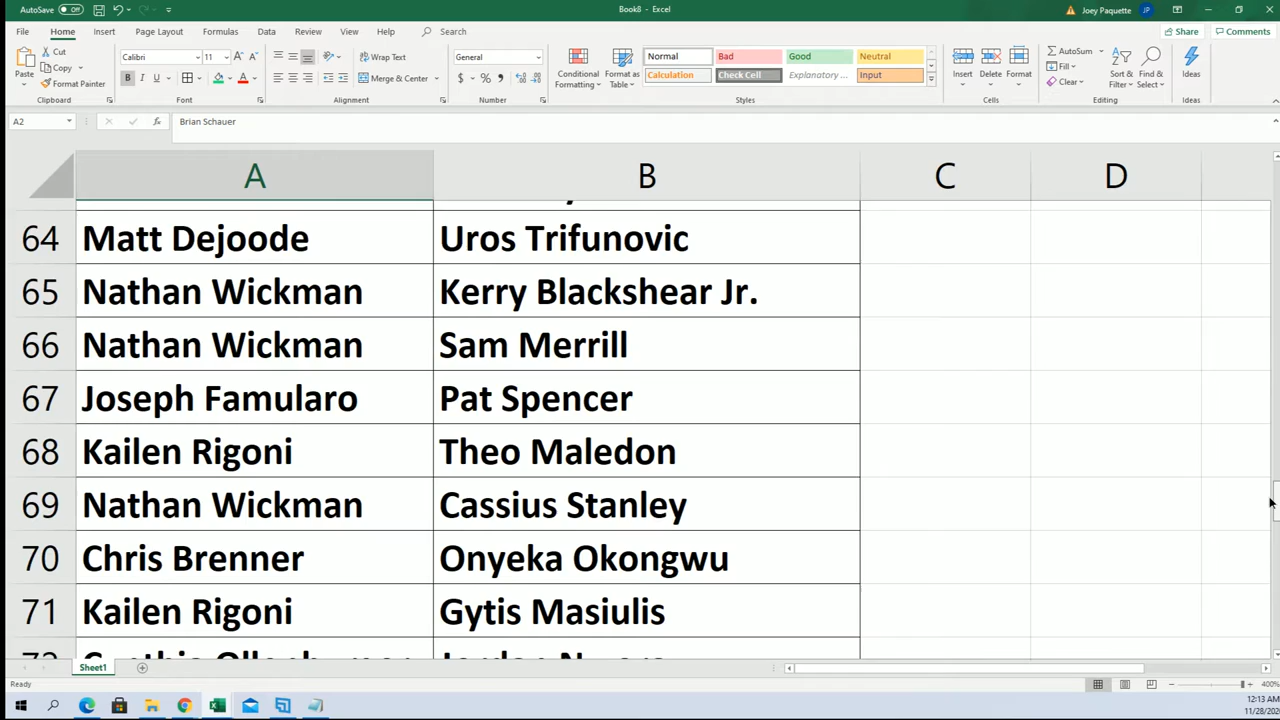 AutoSave Off Book8 - Excel Joey Paquette JP
File Home Insert Page Layout Formulas Data Review View Help Search Share Comments
Paste Cut Copy Format Painter Clipboard
Calibri 11 B I U A Font
Wrap Text Merge & Center Alignment
General $ % Number
Conditional Formatting Format as Table
Normal Bad Good Neutral
Calculation Check Cell Explanatory ... Input
Styles
Insert Delete Format Cells
AutoSum Fill Clear Sort & Filter Find & Select Editing
Ideas Ideas
A2 fx Brian Schauer
A B C D
64 Matt Dejoode Uros Trifunovic
65 Nathan Wickman Kerry Blackshear Jr.
66 Nathan Wickman Sam Merrill
67 Joseph Famularo Pat Spencer
68 Kailen Rigoni Theo Maledon
69 Nathan Wickman Cassius Stanley
70 Chris Brenner Onyeka Okongwu
71 Kailen Rigoni Gytis Masiulis
Sheet1
Ready 400%
12:13 AM